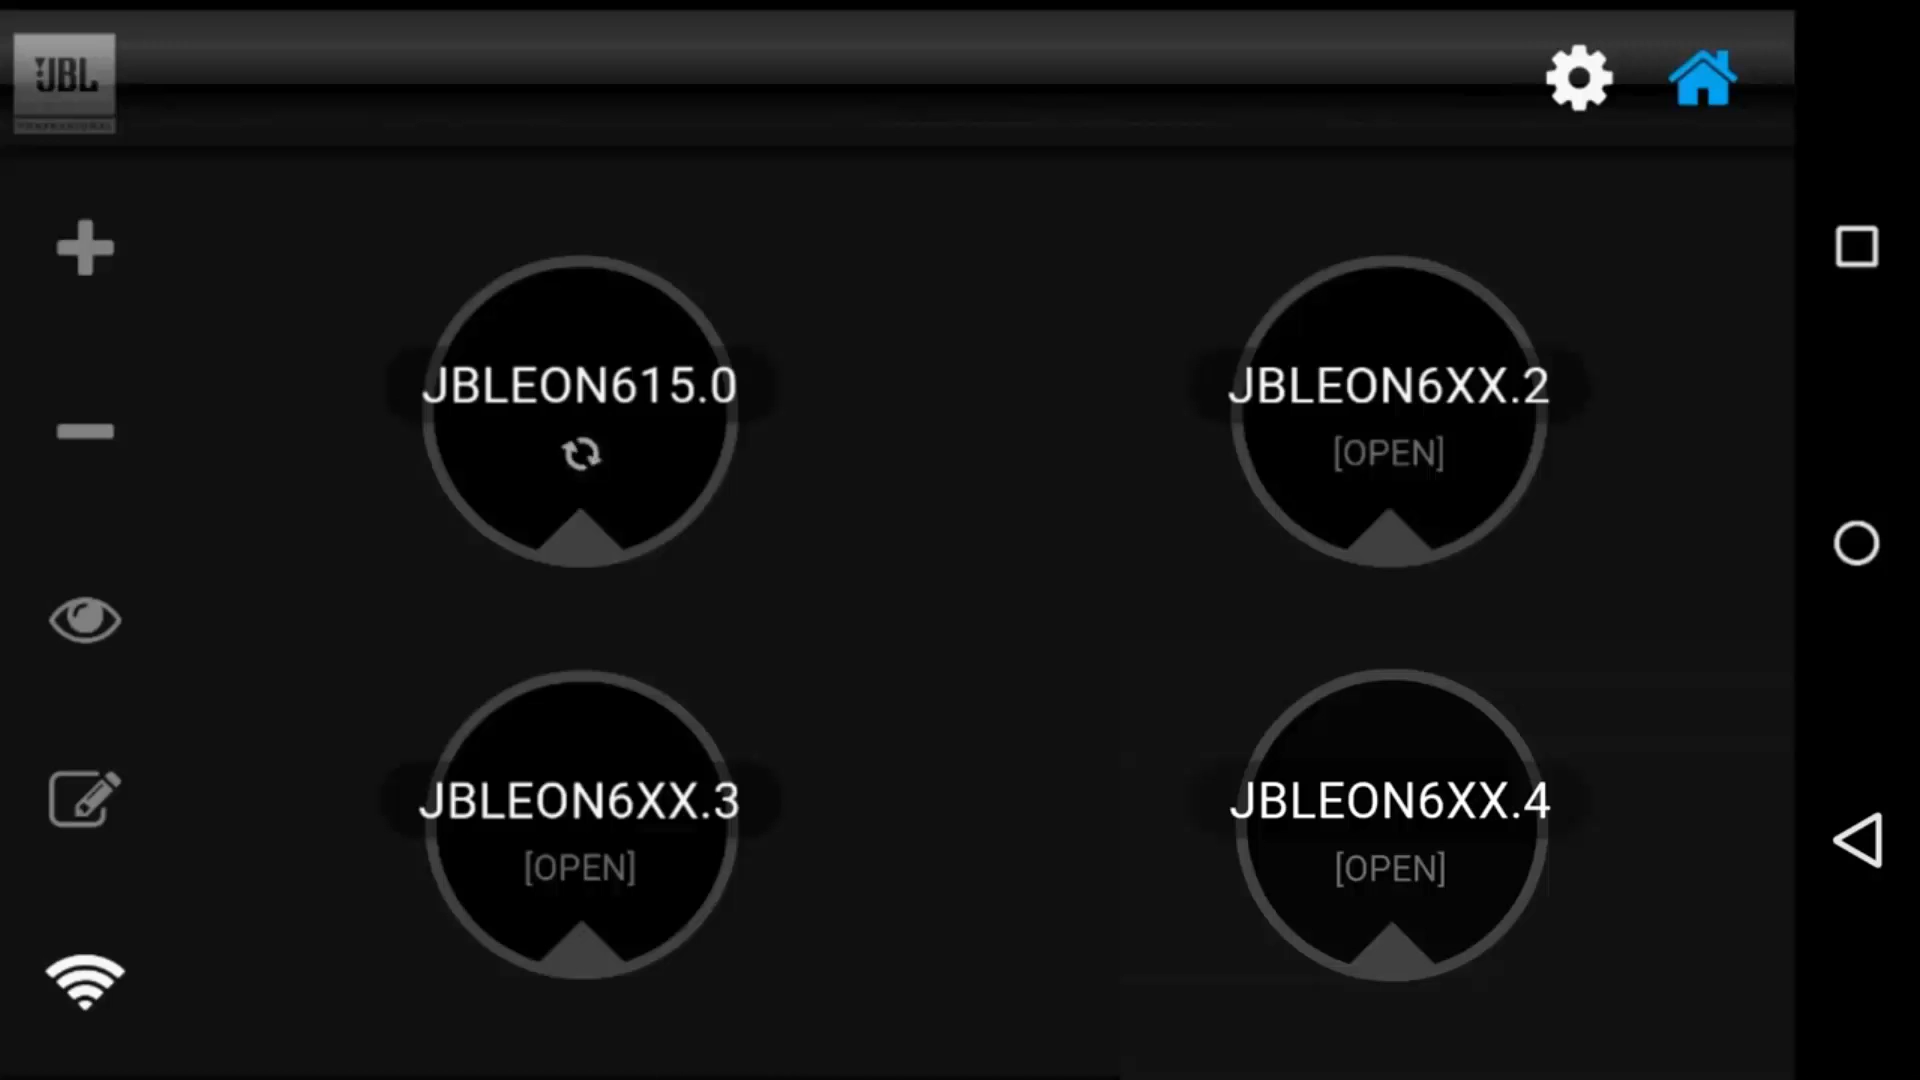 JBL
JBLEON615.0
JBLEON6XX.2
[OPEN]
JBLEON6XX.3
[OPEN]
JBLEON6XX.4
[OPEN]